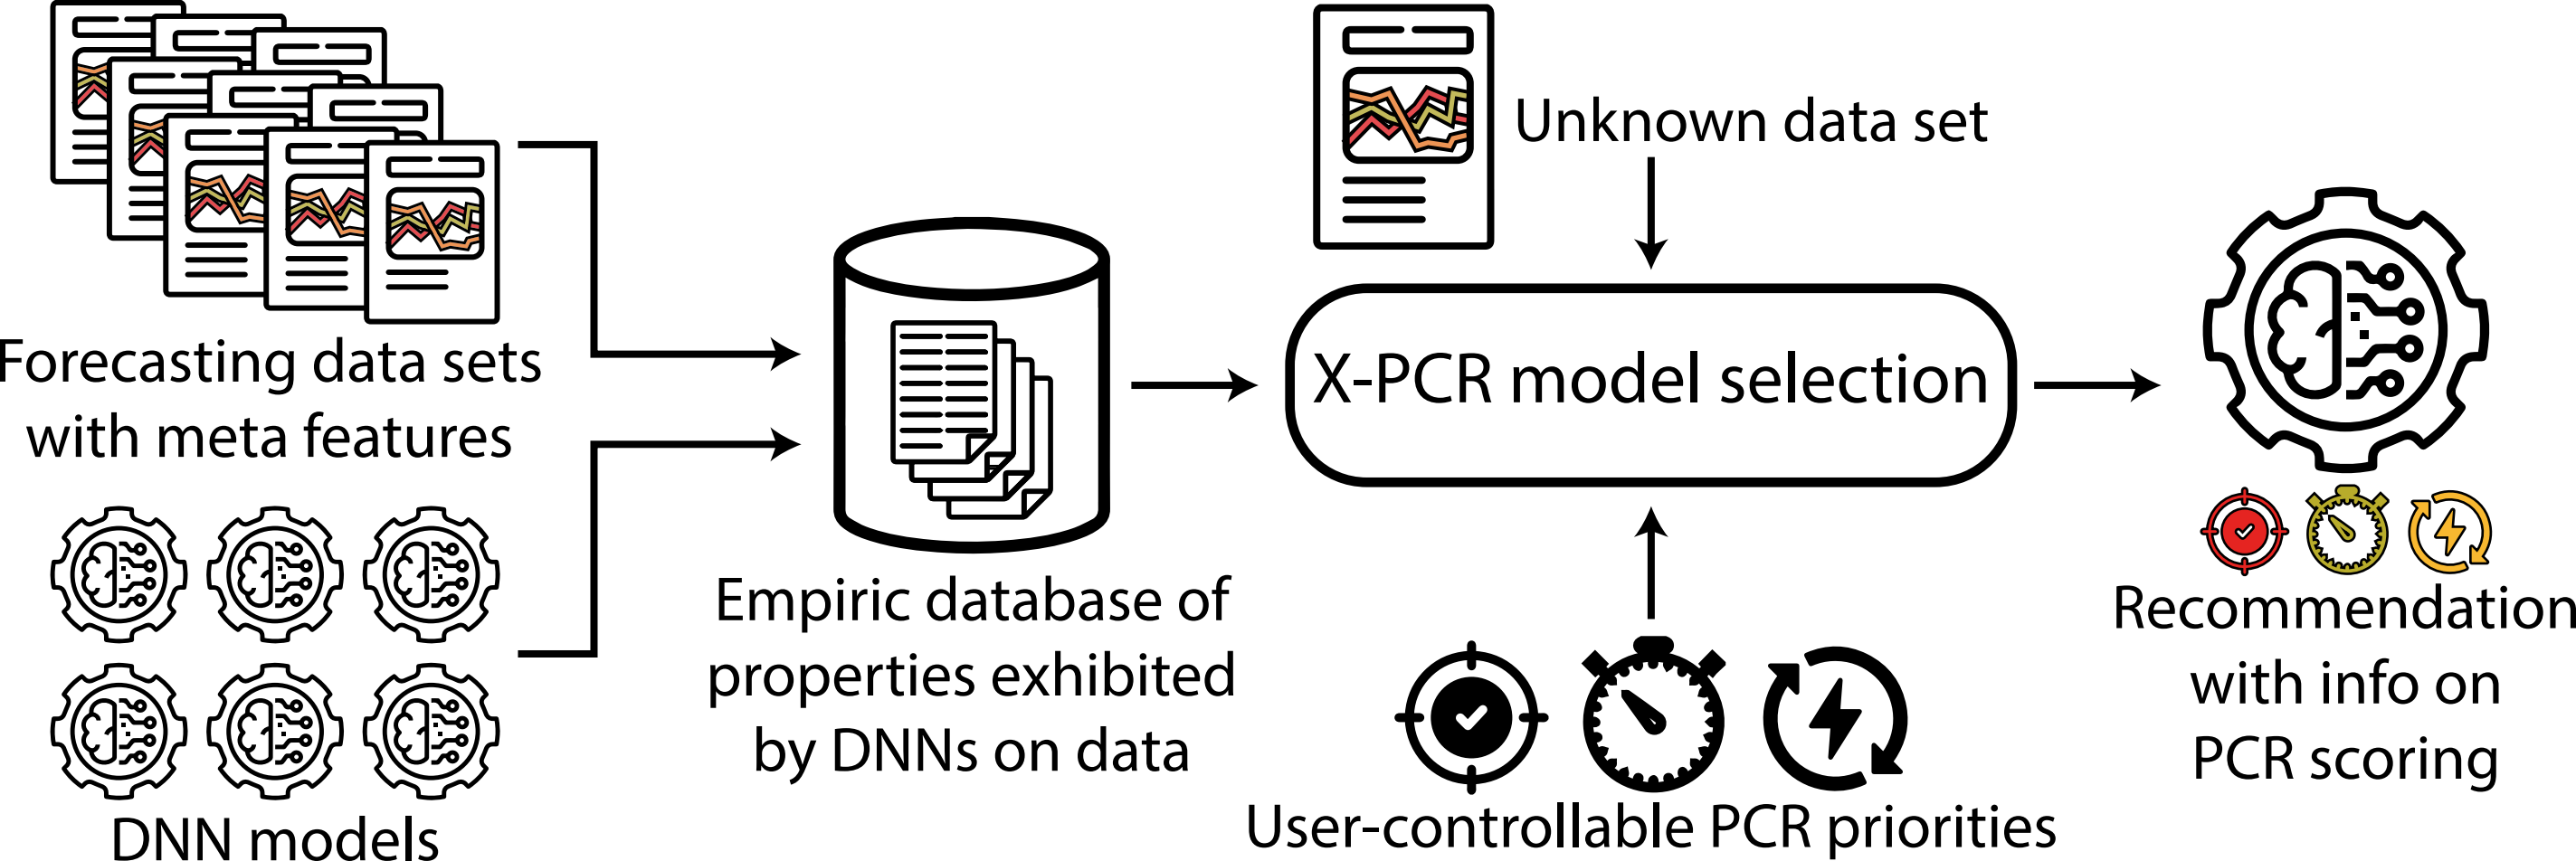 Forecasting data sets
with meta features
DNN models
Empiric database of
properties exhibited
by DNNs on data
Unknown data set
X-PCR model selection
User-controllable PCR priorities
Recommendation
with info on
PCR scoring